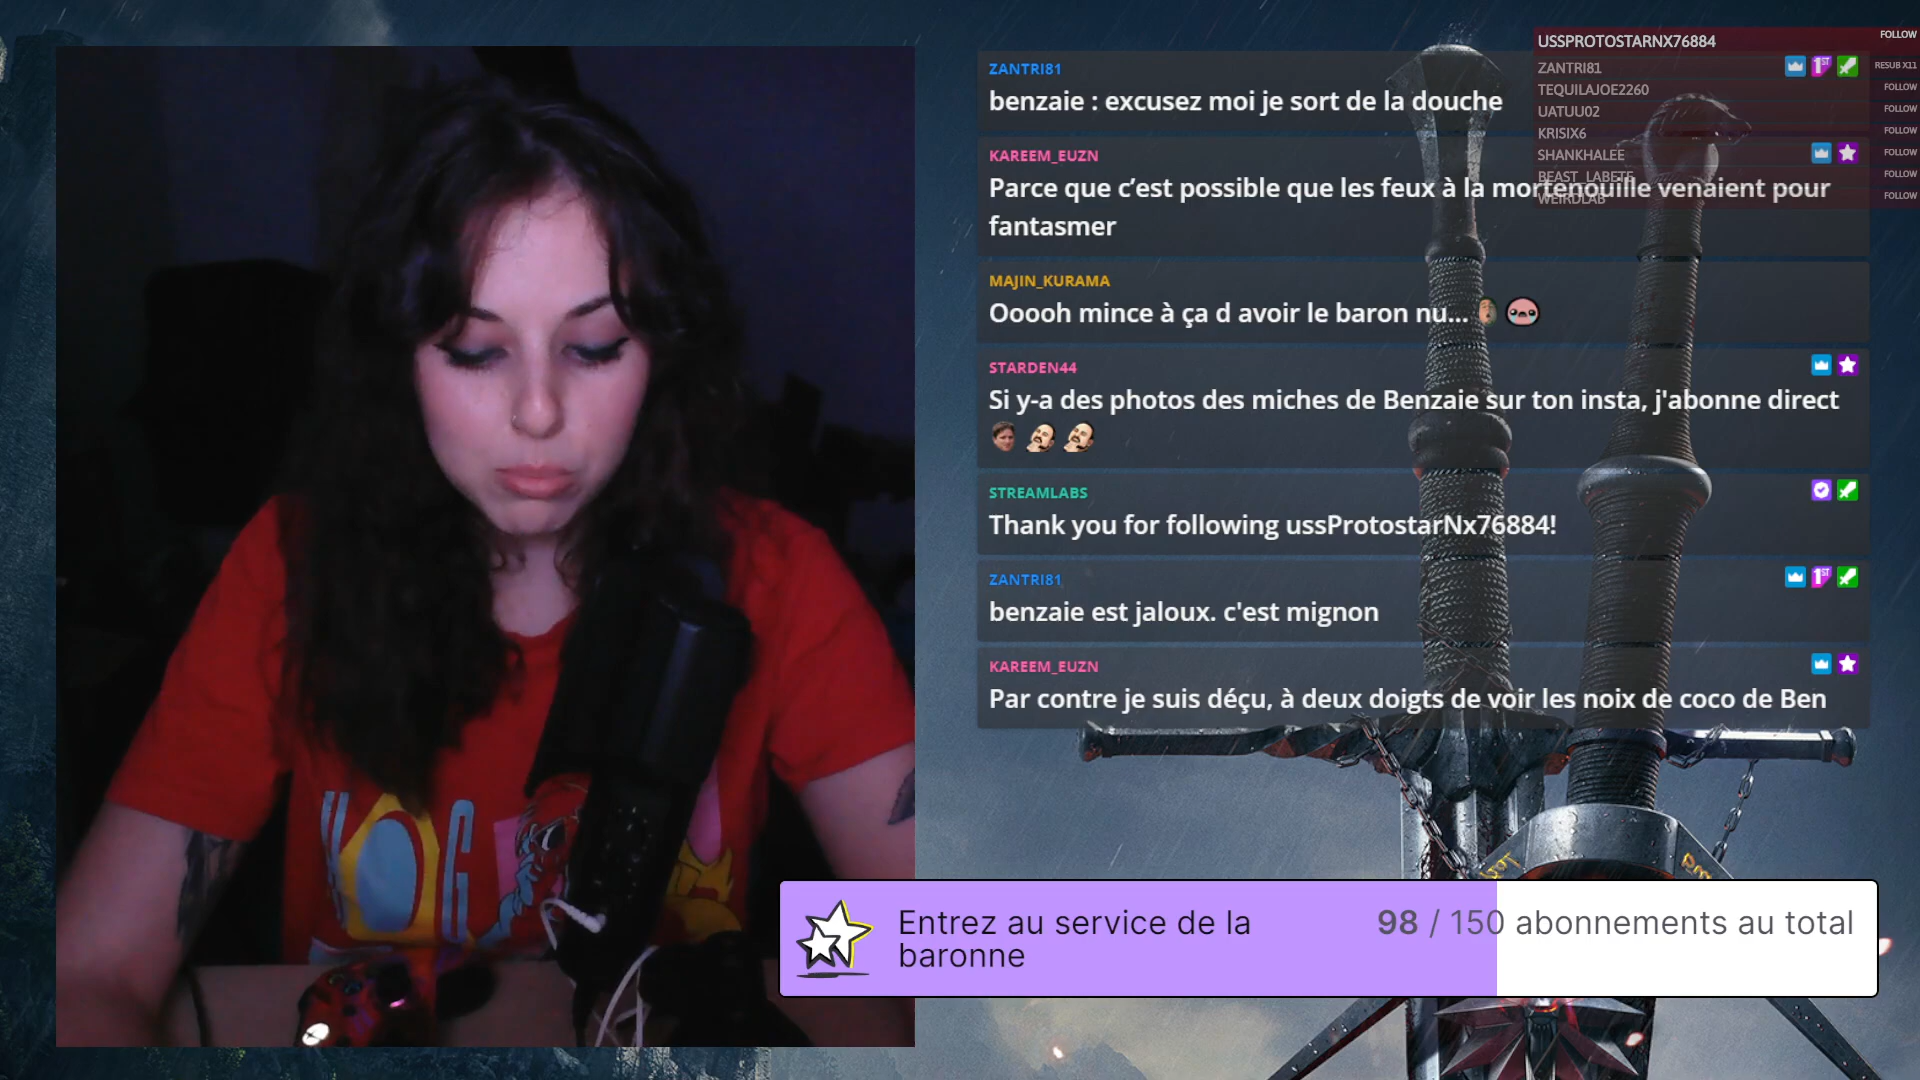 ZANTRI81
benzaie : excusez moi je sort de la douche
KAREEM_EUZN
Parce que c’est possible que les feux à la mortenouille venaient pour
fantasmer
MAJIN_KURAMA
Ooooh mince à ça d avoir le baron nu...
STARDEN44
Si y-a des photos des miches de Benzaie sur ton insta, j'abonne direct
STREAMLABS
Thank you for following ussProtostarNx76884!
ZANTRI81
benzaie est jaloux. c'est mignon
KAREEM_EUZN
Par contre je suis déçu, à deux doigts de voir les noix de coco de Ben
USSPROTOSTARNX76884 FOLLOW
ZANTRI81 RESUB X11
TEQUILAJOE2260 FOLLOW
UATUU02 FOLLOW
KRISIX6 FOLLOW
SHANKHALEE FOLLOW
BEAST_LABETE FOLLOW
WEIRDLAB FOLLOW
1ST
1ST
Entrez au service de la
baronne
98 / 150 abonnements au total